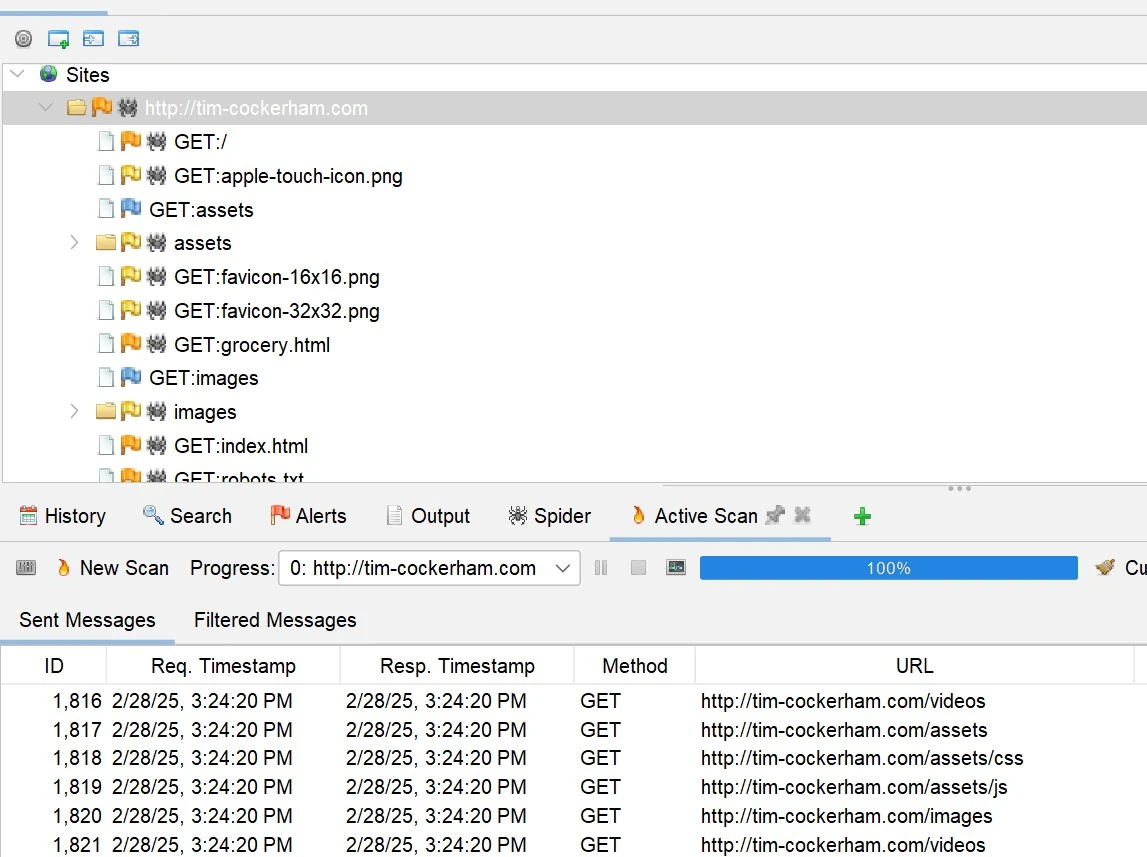 Sites
http://tim-cockerham.com
GET:/
GET:apple-touch-icon.png
GET:assets
assets
GET:favicon-16x16.png
GET:favicon-32x32.png
GET:grocery.html
GET:images
images
GET:index.html
GET:robots.txt
History Search Alerts Output Spider Active Scan
New Scan Progress: 0: http://tim-cockerham.com 100% Cu
Sent Messages Filtered Messages
ID Req. Timestamp Resp. Timestamp Method URL
1,816 2/28/25, 3:24:20 PM 2/28/25, 3:24:20 PM GET http://tim-cockerham.com/videos
1,817 2/28/25, 3:24:20 PM 2/28/25, 3:24:20 PM GET http://tim-cockerham.com/assets
1,818 2/28/25, 3:24:20 PM 2/28/25, 3:24:20 PM GET http://tim-cockerham.com/assets/css
1,819 2/28/25, 3:24:20 PM 2/28/25, 3:24:20 PM GET http://tim-cockerham.com/assets/js
1,820 2/28/25, 3:24:20 PM 2/28/25, 3:24:20 PM GET http://tim-cockerham.com/images
1,821 2/28/25, 3:24:20 PM 2/28/25, 3:24:20 PM GET http://tim-cockerham.com/videos